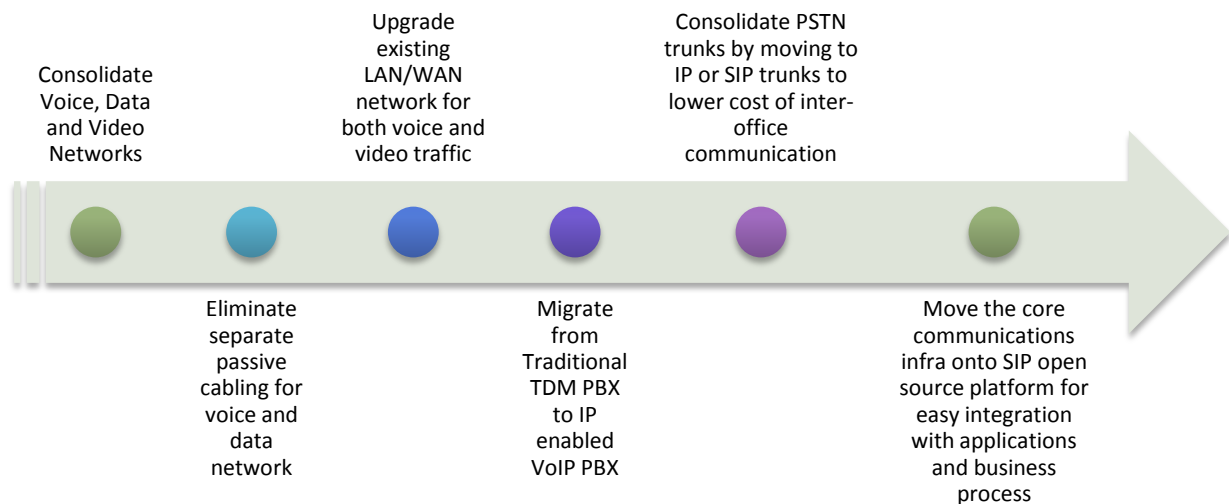 Consolidate
Voice, Data
and Video
Networks
Eliminate
separate
passive
cabling for
voice and
data
network
Upgrade
existing
LAN/WAN
network for
both voice and
video traffic
Migrate
from
Traditional
TDM PBX
to IP
enabled
VoIP PBX
Consolidate PSTN
trunks by moving to
IP or SIP trunks to
lower cost of inter-
office
communication
Move the core
communications
infra onto SIP open
source platform for
easy integration
with applications
and business
process